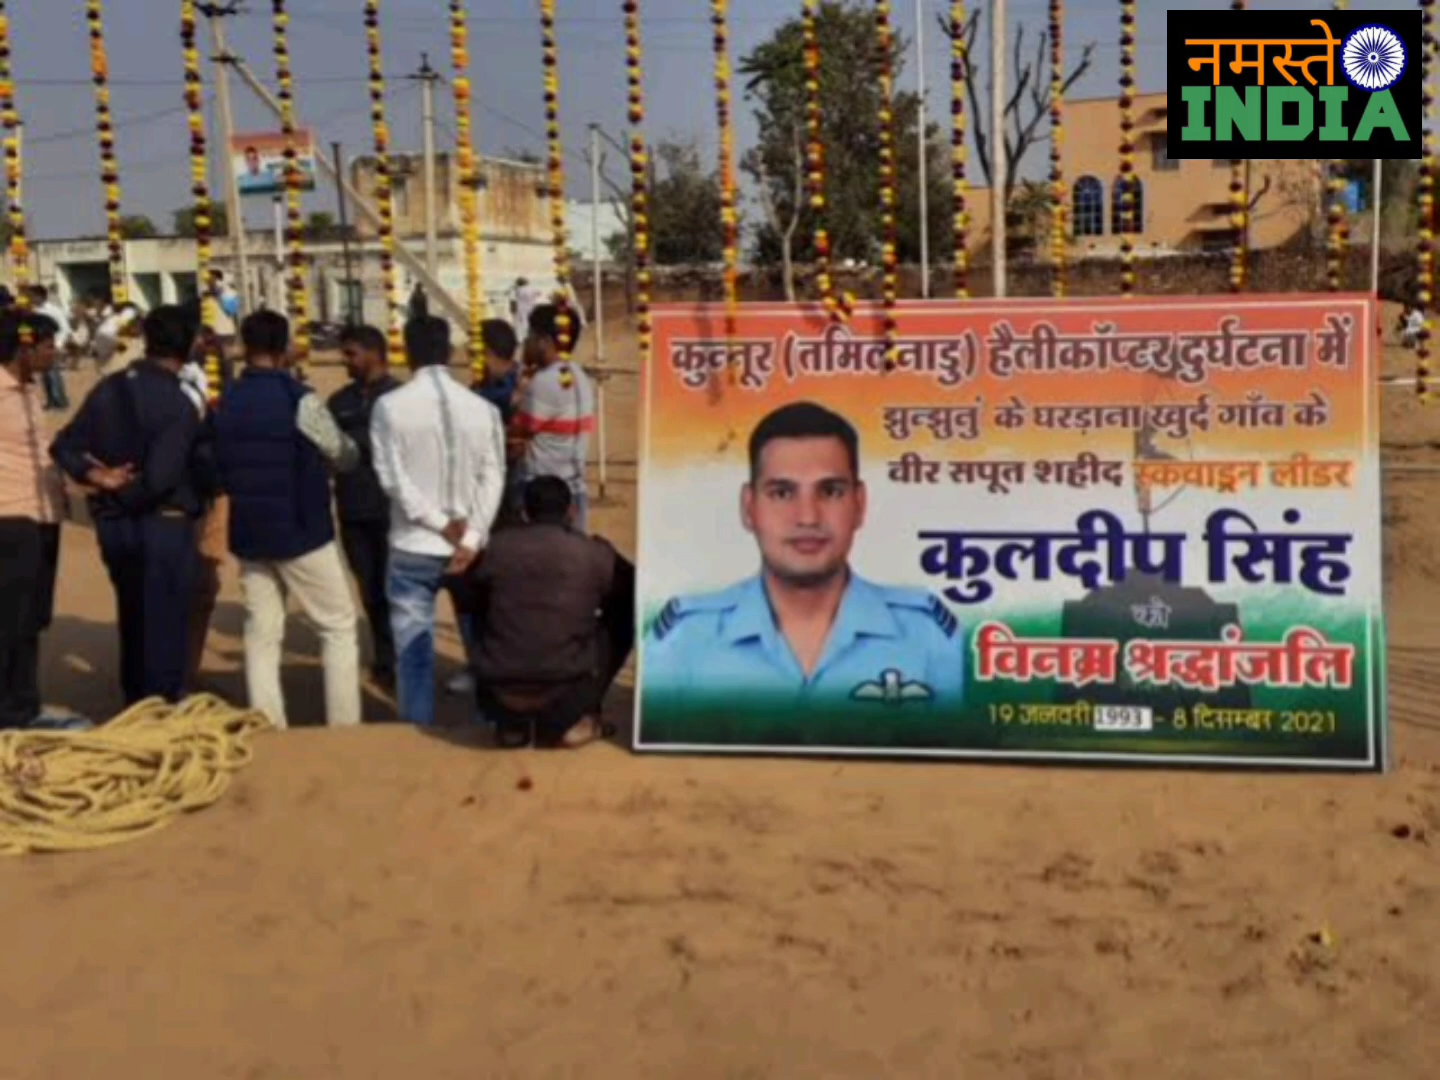 नमस्ते
INDIA
कुन्नूर (तमिलनाडु) हैलीकॉप्टर दुर्घटना में
झुन्झुनुं के घरड़ाना खुर्द गाँव के
वीर सपूत शहीद स्कवाड्रन लीडर
कुलदीप सिंह
को
विनम्र श्रद्धांजलि
19 जनवरी 1993 - 8 दिसम्बर 2021